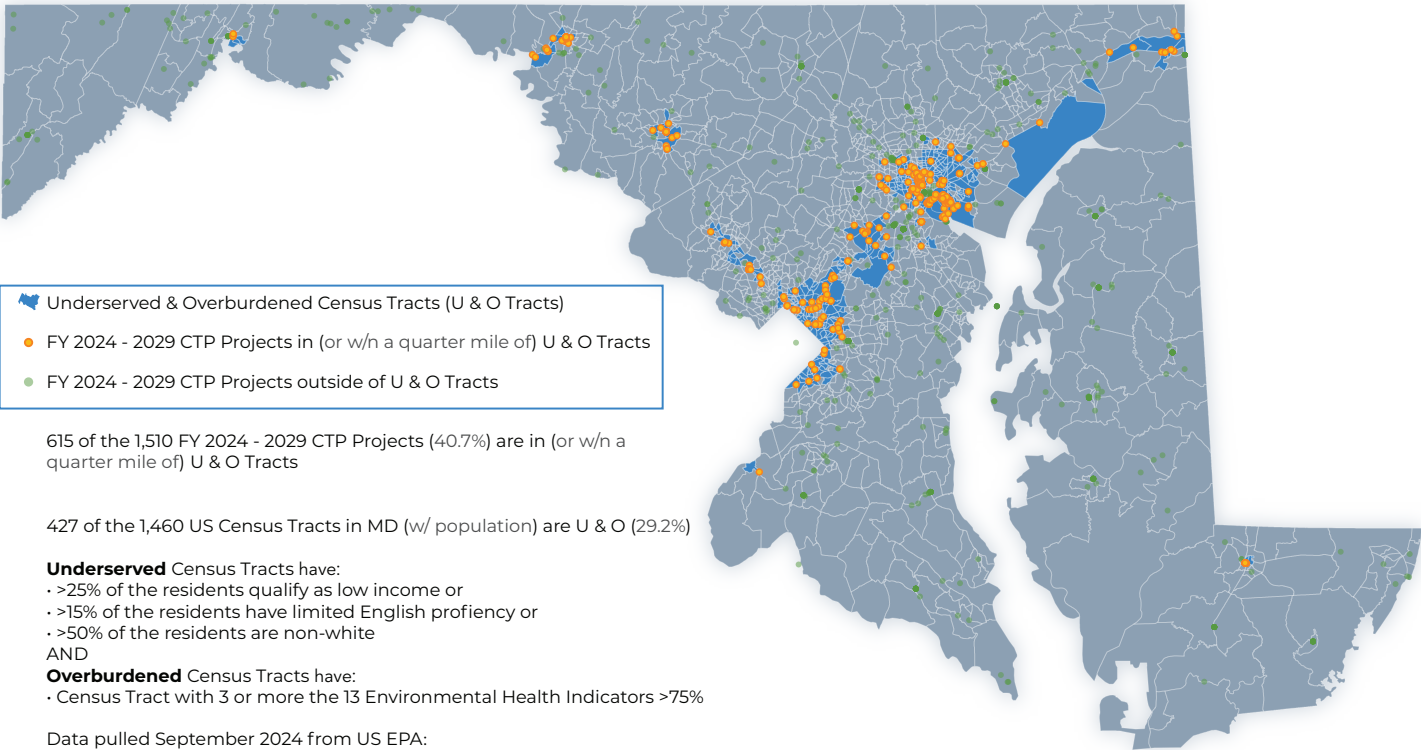 Underserved & Overburdened Census Tracts (U & O Tracts)
FY 2024 - 2029 CTP Projects in (or w/n a quarter mile of) U & O Tracts
FY 2024 - 2029 CTP Projects outside of U & O Tracts
615 of the 1,510 FY 2024 - 2029 CTP Projects (40.7%) are in (or w/n a
quarter mile of) U & O Tracts
427 of the 1,460 US Census Tracts in MD (w/ population) are U & O (29.2%)
Underserved Census Tracts have:
• >25% of the residents qualify as low income or
• >15% of the residents have limited English profiency or
• >50% of the residents are non-white
AND
Overburdened Census Tracts have:
• Census Tract with 3 or more the 13 Environmental Health Indicators >75%
Data pulled September 2024 from US EPA: